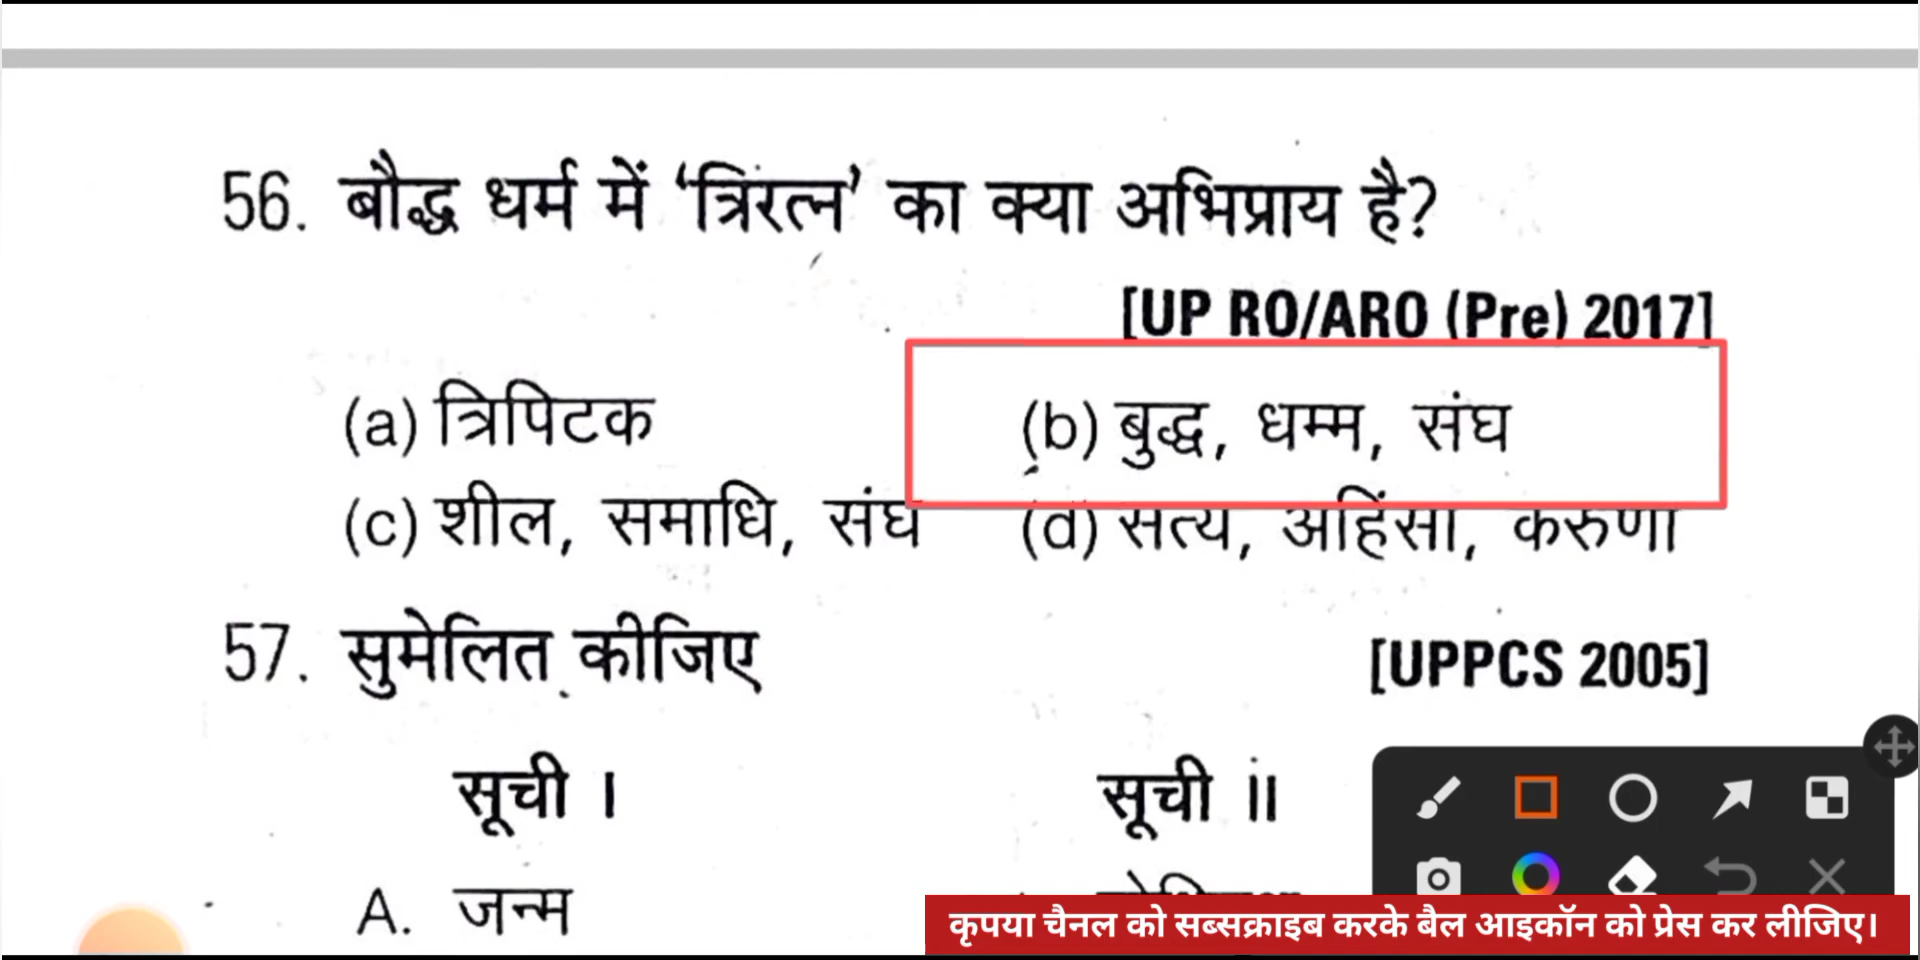 56. बौद्ध धर्म में 'त्रिरत्न' का क्या अभिप्राय है?
[UP RO/ARO (Pre) 2017]
(a) त्रिपिटक (b) बुद्ध, धम्म, संघ
(c) शील, समाधि, संघ (d) सत्य, अहिंसा, करुणा
57. सुमेलित कीजिए [UPPCS 2005]
सूची I सूची II
A. जन्म
कृपया चैनल को सब्सक्राइब करके बैल आइकॉन को प्रेस कर लीजिए।